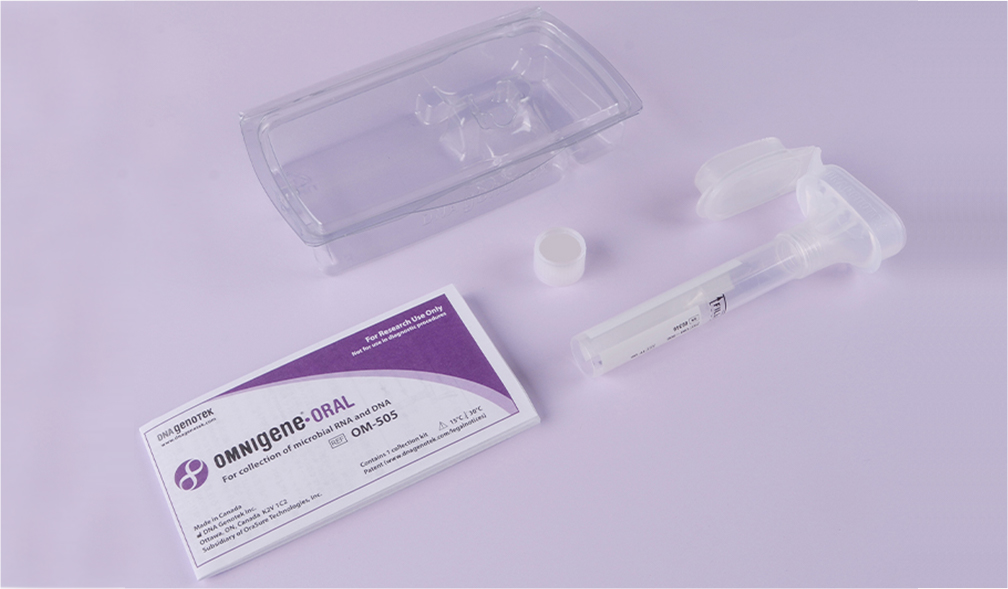 For Research Use Only
Not for use in diagnostic procedures
DNA genoTEK
www.dnagenotek.com
OMNIgene•ORAL
For collection of microbial RNA and DNA
REF OM-505
15°C 30°C
Contains 1 collection kit
Patent (www.dnagenotek.com/legalnotices)
Made in Canada
DNA Genotek Inc.
Ottawa, ON, Canada K2V 1C2
Subsidiary of OraSure Technologies, Inc.